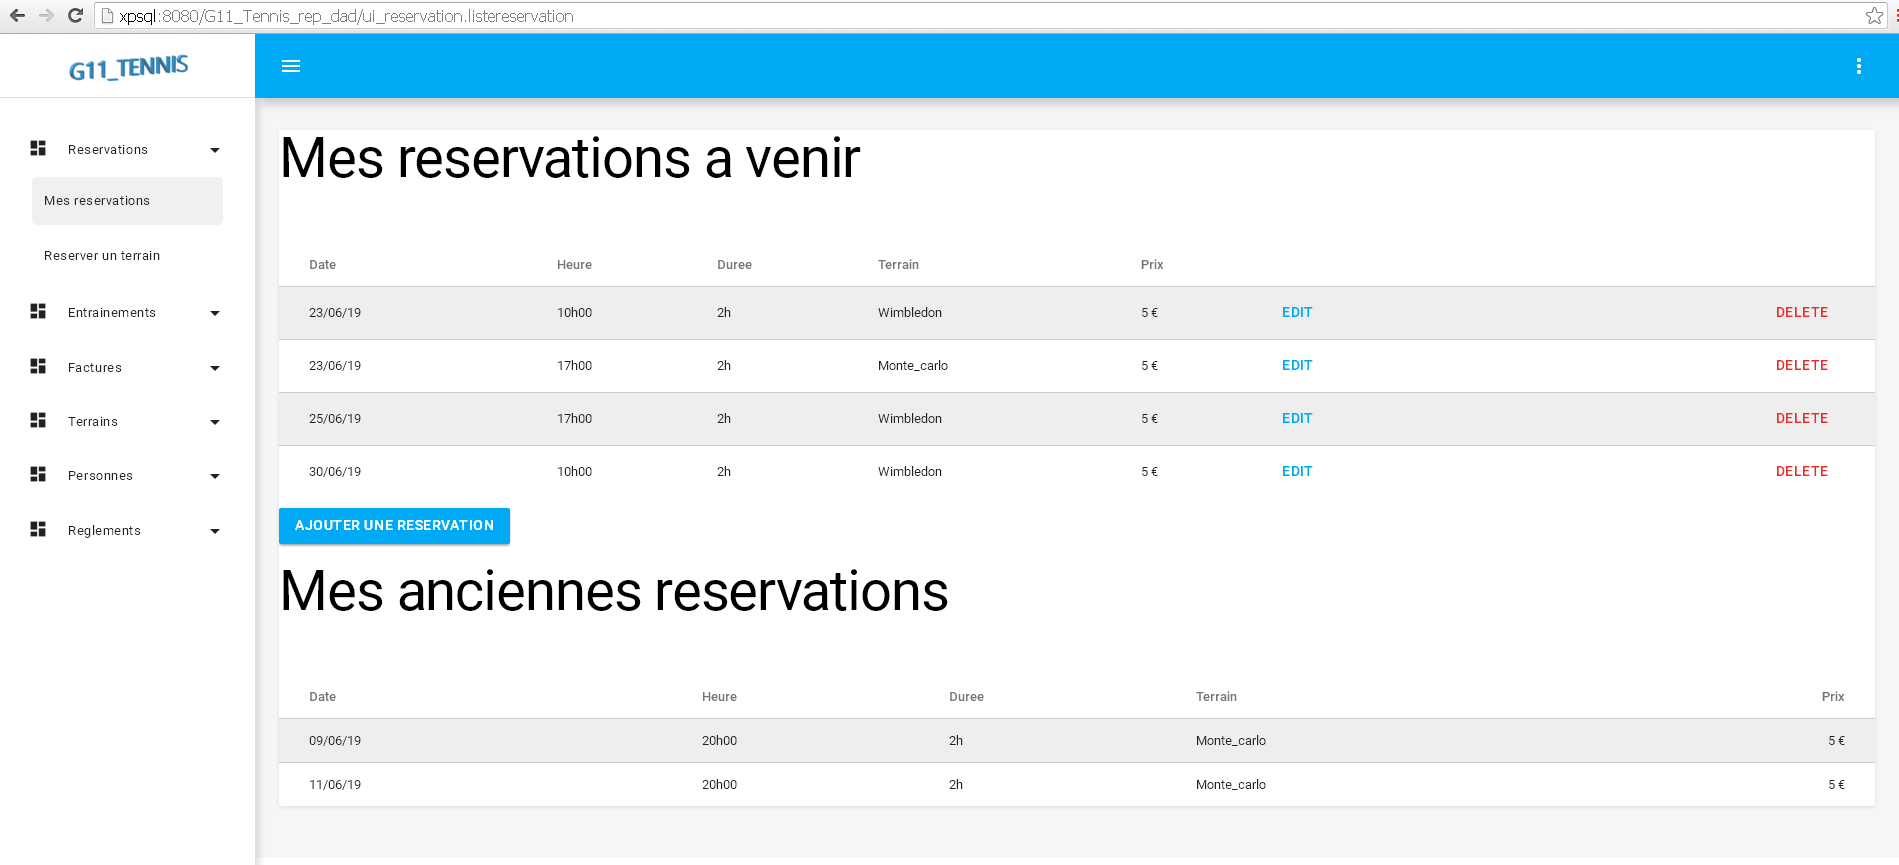 xpsql:8080/G11_Tennis_rep_dad/ui_reservation.listereservation
G11_TENNIS
Reservations
Mes reservations
Reserver un terrain
Entrainements
Factures
Terrains
Personnes
Reglements
Mes reservations a venir
Date Heure Duree Terrain Prix
23/06/19 10h00 2h Wimbledon 5 € EDIT DELETE
23/06/19 17h00 2h Monte_carlo 5 € EDIT DELETE
25/06/19 17h00 2h Wimbledon 5 € EDIT DELETE
30/06/19 10h00 2h Wimbledon 5 € EDIT DELETE
AJOUTER UNE RESERVATION
Mes anciennes reservations
Date Heure Duree Terrain Prix
09/06/19 20h00 2h Monte_carlo 5 €
11/06/19 20h00 2h Monte_carlo 5 €